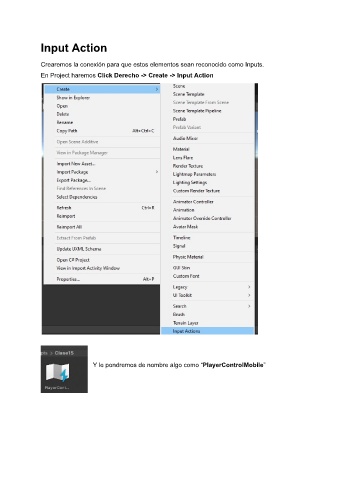 Input Action
Crearemos la conexión para que estos elementos sean reconocido como Inputs.
En Project haremos Click Derecho -> Create -> Input Action
Create
Show in Explorer
Open
Delete
Rename
Copy Path Alt+Ctrl+C
Open Scene Additive
View in Package Manager
Import New Asset...
Import Package
Export Package...
Find References in Scene
Select Dependencies
Refresh Ctrl+R
Reimport
Reimport All
Extract From Prefab
Update UXML Schema
Open C# Project
View in Import Activity Window
Properties... Alt+P
Scene
Scene Template
Scene Template From Scene
Scene Template Pipeline
Prefab
Prefab Variant
Audio Mixer
Material
Lens Flare
Render Texture
Lightmap Parameters
Lighting Settings
Custom Render Texture
Animator Controller
Animation
Animator Override Controller
Avatar Mask
Timeline
Signal
Physic Material
GUI Skin
Custom Font
Legacy
UI Toolkit
Search
Brush
Terrain Layer
Input Actions
Clase15
PlayerCont...
Y le pondremos de nombre algo como "PlayerControlMobile"